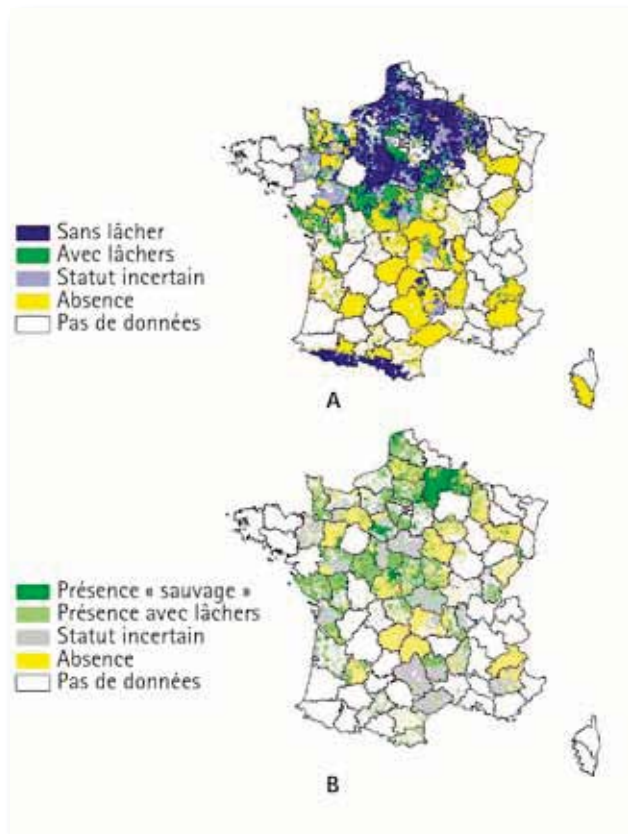 Sans lâcher
Avec lâchers
Statut incertain
Absence
Pas de données
A
Présence « sauvage »
Présence avec lâchers
Statut incertain
Absence
Pas de données
B